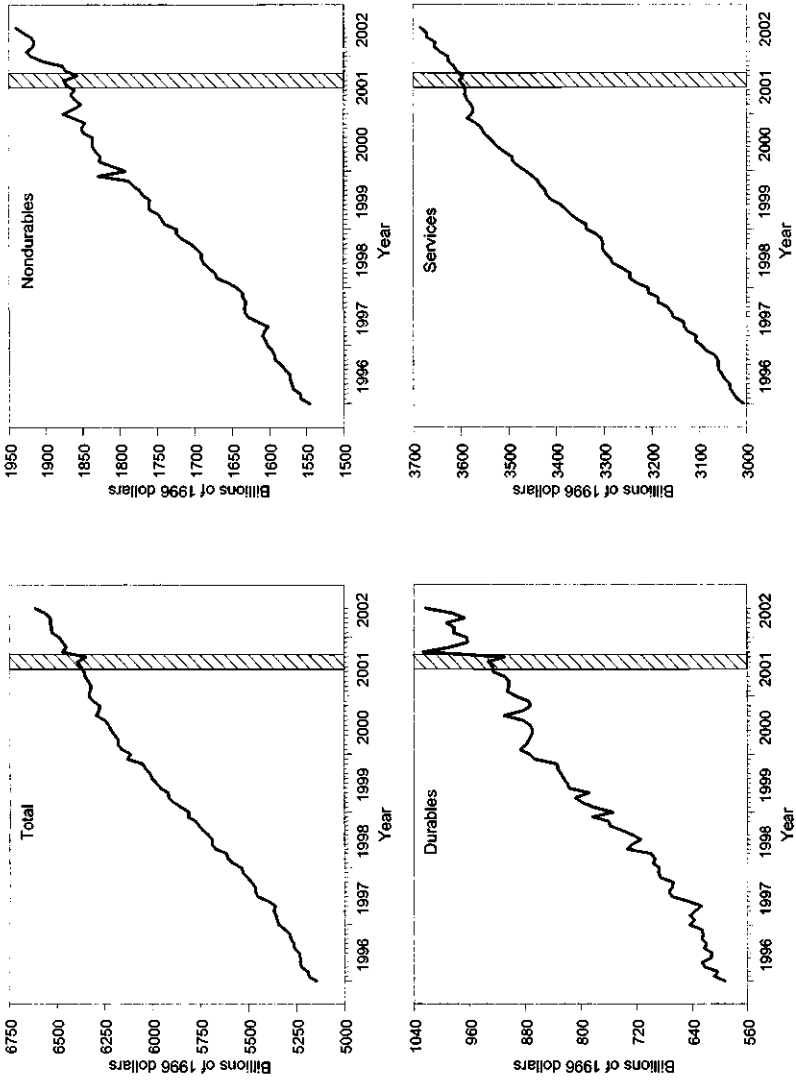 Total
6750
6500
6250
6000
5750
5500
5250
5000
Billions of 1996 dollars
1996 1997 1998 1999 2000 2001 2002
Year
Nondurables
1950
1900
1850
1800
1750
1700
1650
1600
1550
1500
Billions of 1996 dollars
1996 1997 1998 1999 2000 2001 2002
Year
Durables
1040
960
880
800
720
640
560
Billions of 1996 dollars
1996 1997 1998 1999 2000 2001 2002
Year
Services
3700
3600
3500
3400
3300
3200
3100
3000
Billions of 1996 dollars
1996 1997 1998 1999 2000 2001 2002
Year